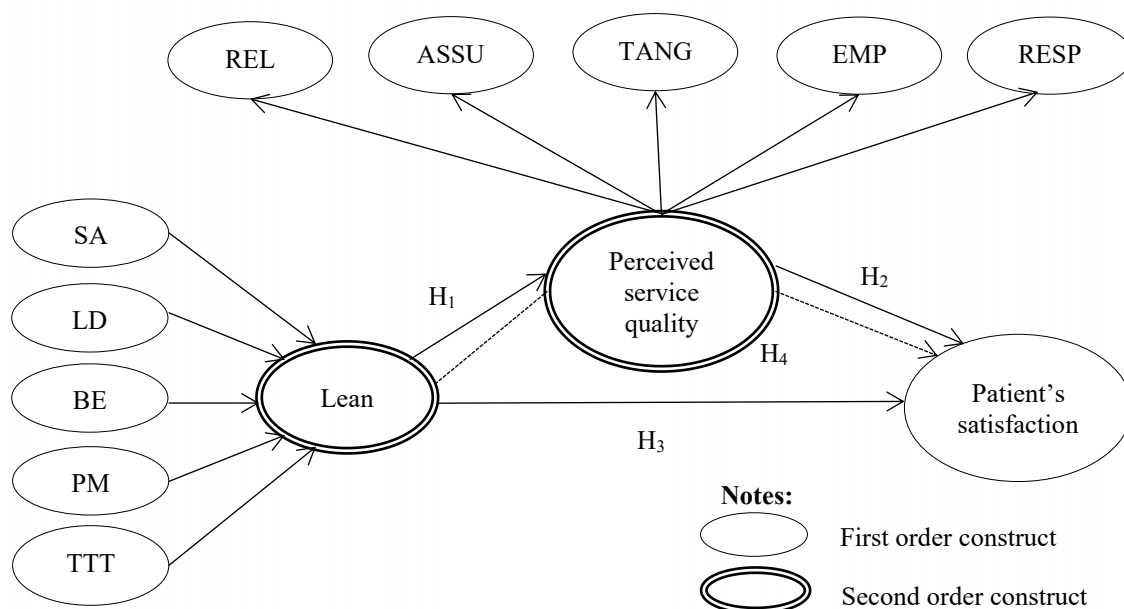 REL
ASSU
TANG
EMP
RESP
SA
LD
BE
PM
TTT
Lean
H₁
Perceived
service
quality
H₂
H₄
H₃
Patient’s
satisfaction
Notes:
First order construct
Second order construct